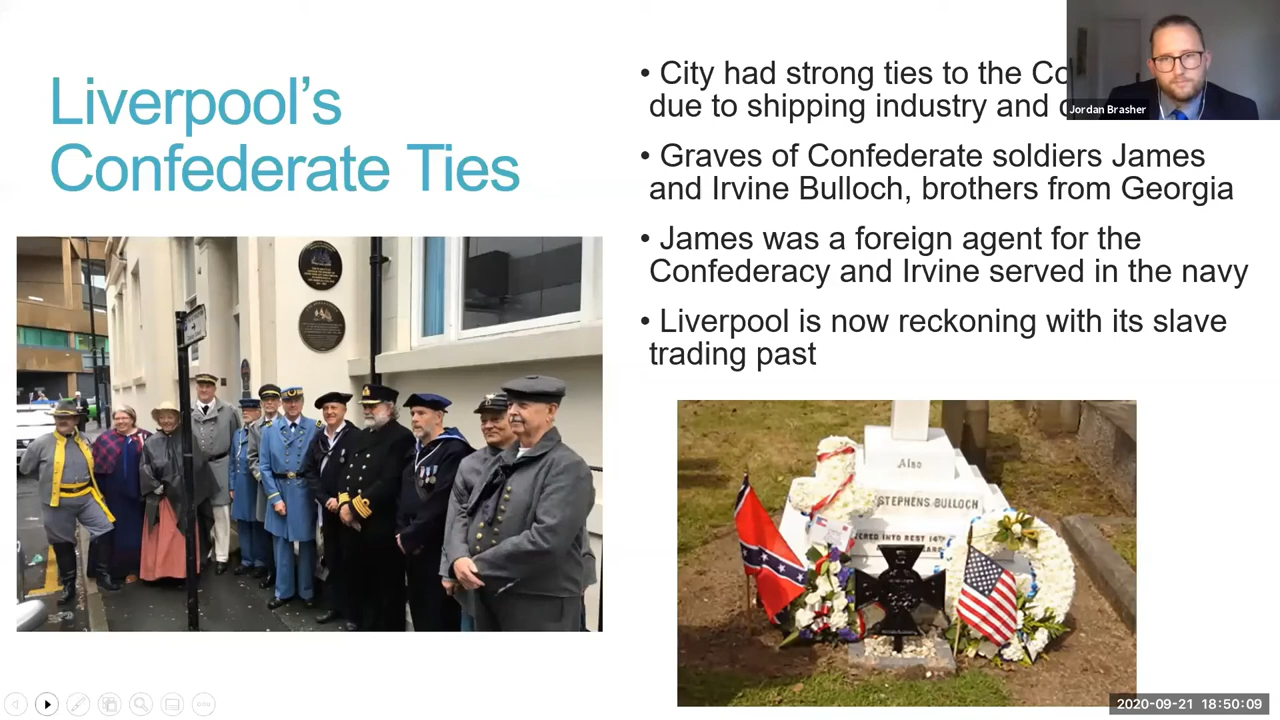 Liverpool's
Confederate Ties
• City had strong ties to the Co
due to shipping industry and
• Graves of Confederate soldiers James
and Irvine Bulloch, brothers from Georgia
• James was a foreign agent for the
Confederacy and Irvine served in the navy
• Liverpool is now reckoning with its slave
trading past
Jordan Brasher
Also
STEPHENS BULLOCH
INTO REST
2020-09-21 18:50:09